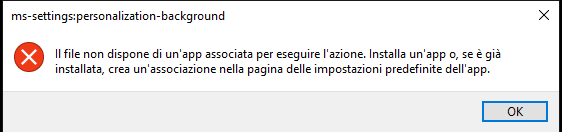 ms-settings:personalization-background
Il file non dispone di un'app associata per eseguire l'azione. Installa un'app o, se è già
installata, crea un'associazione nella pagina delle impostazioni predefinite dell'app.
OK